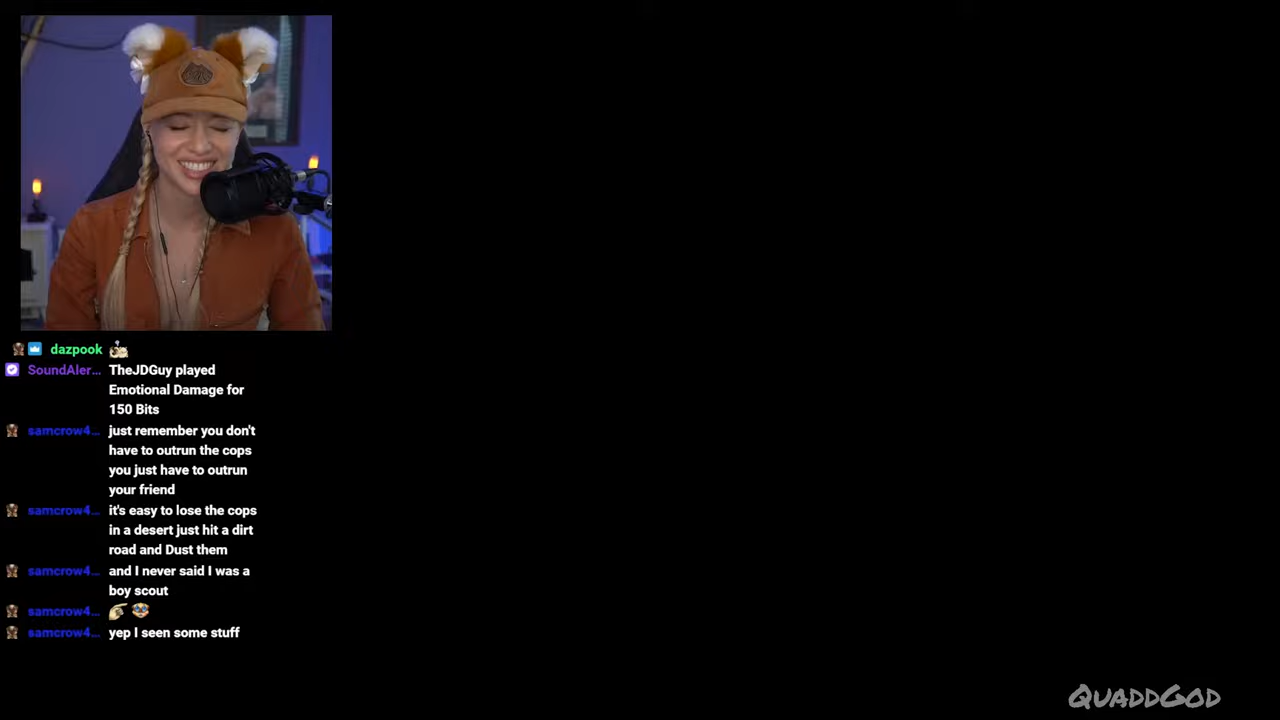 dazpook
SoundAler... TheJDGuy played
Emotional Damage for
150 Bits
samcrow4... just remember you don't
have to outrun the cops
you just have to outrun
your friend
samcrow4... it's easy to lose the cops
in a desert just hit a dirt
road and Dust them
samcrow4... and I never said I was a
boy scout
samcrow4...
samcrow4... yep I seen some stuff
QUADDGOD